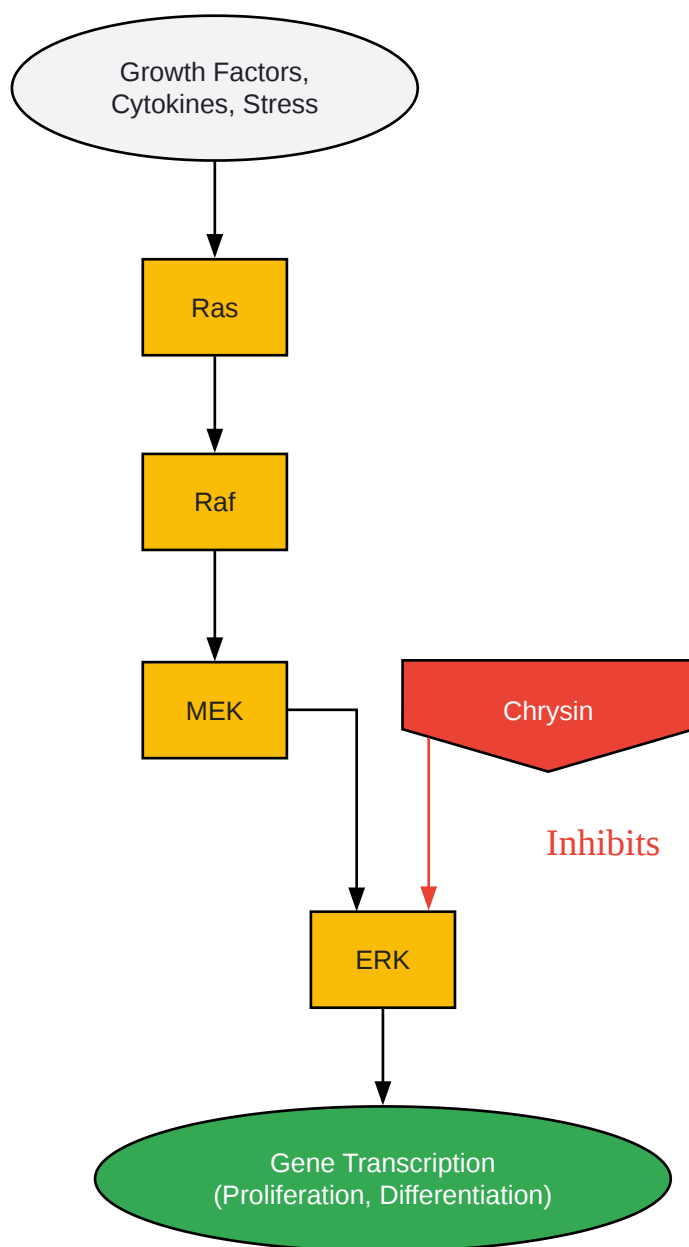 Growth Factors,
Cytokines, Stress
Ras
Raf
MEK
Chrysin
Inhibits
ERK
Gene Transcription
(Proliferation, Differentiation)